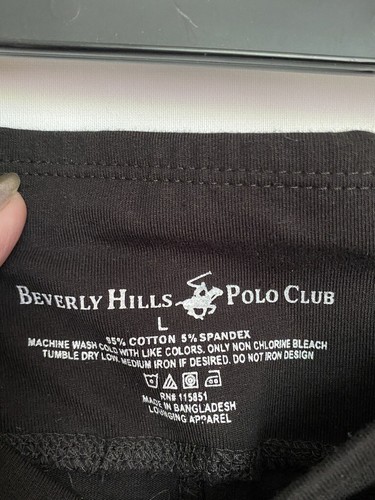 BEVERLY HILLS POLO CLUB
L
95% COTTON 5% SPANDEX
MACHINE WASH COLD WITH LIKE COLORS. ONLY NON CHLORINE BLEACH
TUMBLE DRY LOW. MEDIUM IRON IF DESIRED. DO NOT IRON DESIGN
RN# 115851
MADE IN BANGLADESH
LOUNGING APPAREL